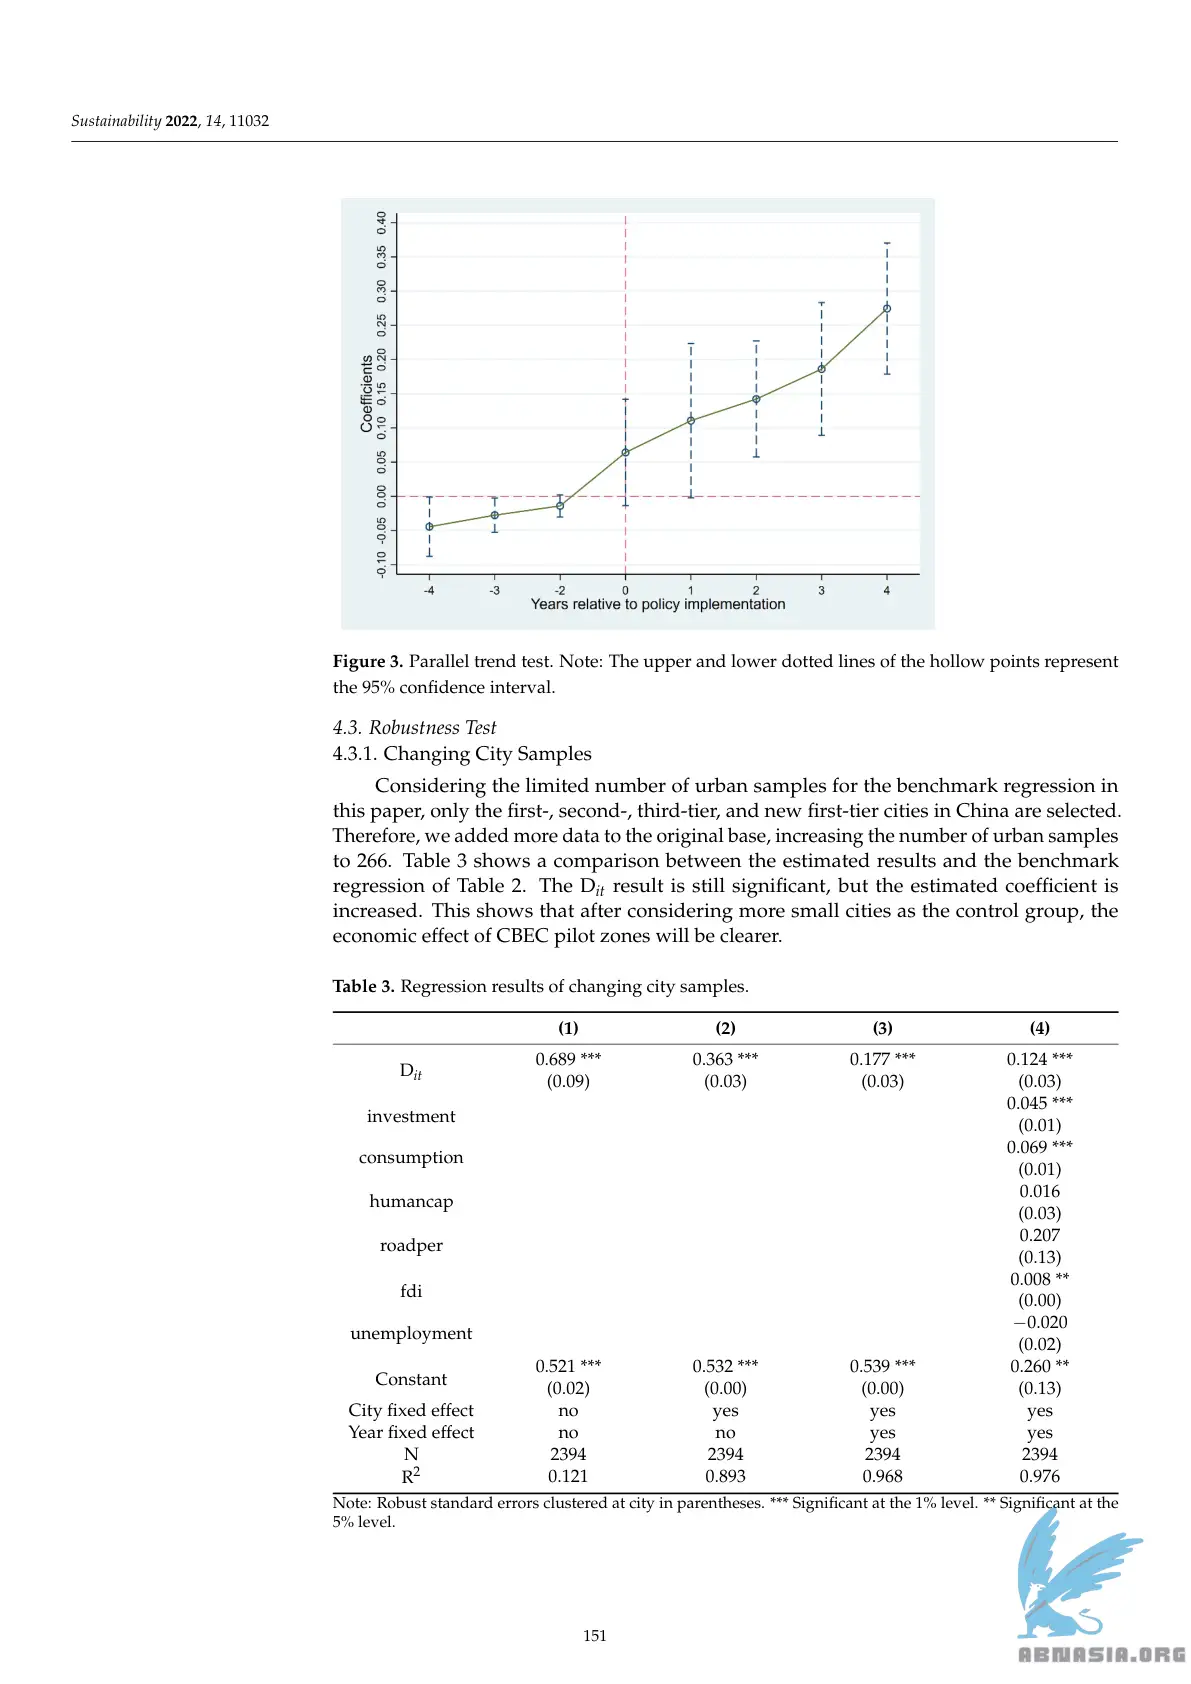 Sustainability 2022, 14, 11032
0.40
0.35
0.30
0.25
0.20
0.15
0.10
0.05
0.00
-0.05
-0.10
Coefficients
-4 -3 -2 0 1 2 3 4
Years relative to policy implementation
Figure 3. Parallel trend test. Note: The upper and lower dotted lines of the hollow points represent
the 95% confidence interval.
4.3. Robustness Test
4.3.1. Changing City Samples
Considering the limited number of urban samples for the benchmark regression in
this paper, only the first-, second-, third-tier, and new first-tier cities in China are selected.
Therefore, we added more data to the original base, increasing the number of urban samples
to 266. Table 3 shows a comparison between the estimated results and the benchmark
regression of Table 2. The Dit result is still significant, but the estimated coefficient is
increased. This shows that after considering more small cities as the control group, the
economic effect of CBEC pilot zones will be clearer.
Table 3. Regression results of changing city samples.
(1) (2) (3) (4)
Dit 0.689 *** 0.363 *** 0.177 *** 0.124 ***
(0.09) (0.03) (0.03) (0.03)
investment 0.045 ***
(0.01)
consumption 0.069 ***
(0.01)
humancap 0.016
(0.03)
roadper 0.207
(0.13)
fdi 0.008 **
(0.00)
unemployment −0.020
(0.02)
Constant 0.521 *** 0.532 *** 0.539 *** 0.260 **
(0.02) (0.00) (0.00) (0.13)
City fixed effect no yes yes yes
Year fixed effect no no yes yes
N 2394 2394 2394 2394
R2 0.121 0.893 0.968 0.976
Note: Robust standard errors clustered at city in parentheses. *** Significant at the 1% level. ** Significant at the
5% level.
151
ABNASIA.ORG